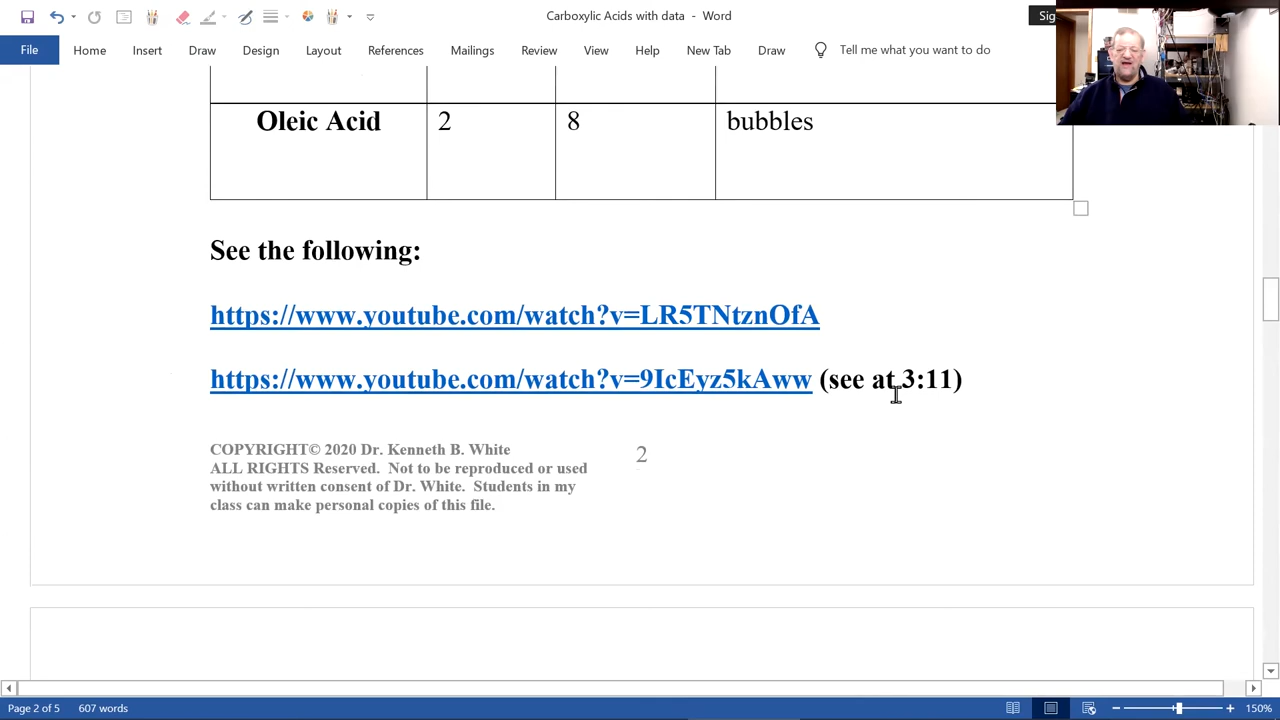 Carboxylic Acids with data - Word
Sig
File Home Insert Draw Design Layout References Mailings Review View Help New Tab Draw Tell me what you want to do
Oleic Acid 2 8 bubbles
See the following:
https://www.youtube.com/watch?v=LR5TNtznOfA
https://www.youtube.com/watch?v=9IcEyz5kAww (see at 3:11)
COPYRIGHT© 2020 Dr. Kenneth B. White 2
ALL RIGHTS Reserved. Not to be reproduced or used
without written consent of Dr. White. Students in my
class can make personal copies of this file.
Page 2 of 5 607 words 150%